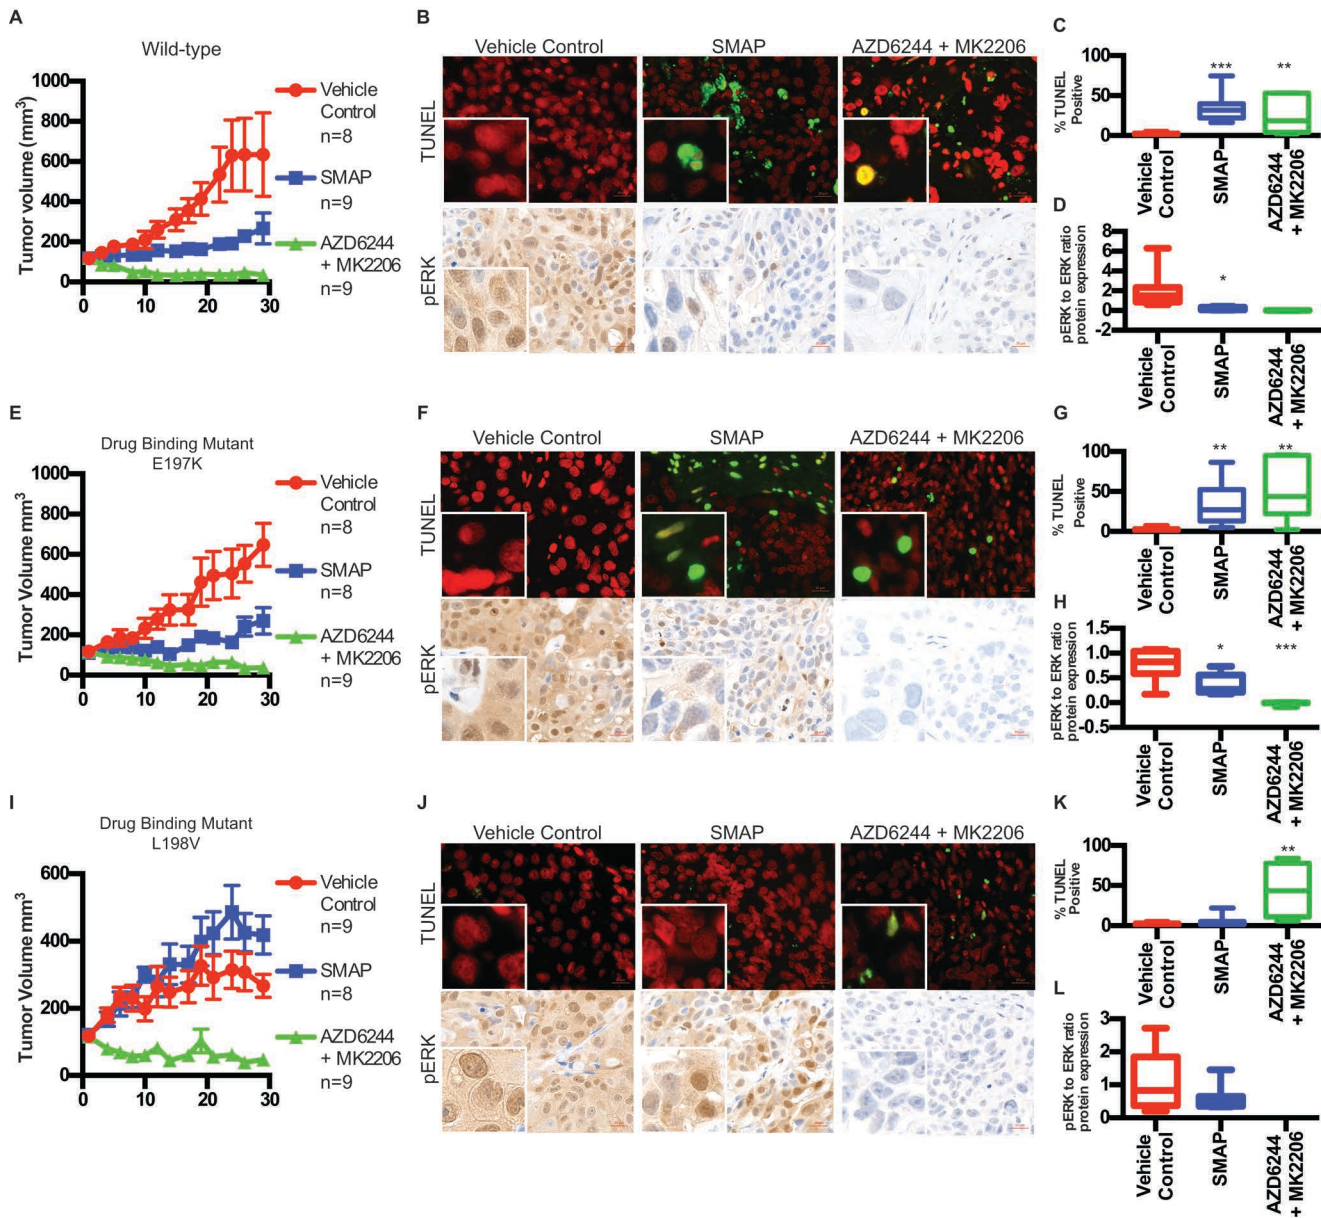 A
Wild-type
Tumor volume (mm³)
1000
800
600
400
200
0
0
10
20
30
Vehicle
Control
n=8
SMAP
n=9
AZD6244
+ MK2206
n=9
B
Vehicle Control
SMAP
AZD6244 + MK2206
TUNEL
pERK
C
% TUNEL
Positive
100
50
0
***
**
Vehicle
Control
SMAP
AZD6244
+ MK2206
D
pERK to ERK ratio
protein expression
8
6
4
2
0
-2
*
Vehicle
Control
SMAP
AZD6244
+ MK2206
E
Drug Binding Mutant
E197K
Tumor Volume mm³
1000
800
600
400
200
0
0
10
20
30
Vehicle
Control
n=8
SMAP
n=8
AZD6244
+ MK2206
n=9
F
Vehicle Control
SMAP
AZD6244 + MK2206
TUNEL
pERK
G
% TUNEL
Positive
100
50
0
**
**
Vehicle
Control
SMAP
AZD6244
+ MK2206
H
pERK to ERK ratio
protein expression
1.5
1.0
0.5
0.0
-0.5
*
***
Vehicle
Control
SMAP
AZD6244
+ MK2206
I
Drug Binding Mutant
L198V
Tumor Volume mm³
600
400
200
0
0
10
20
30
Vehicle
Control
n=9
SMAP
n=8
AZD6244
+ MK2206
n=9
J
Vehicle Control
SMAP
AZD6244 + MK2206
TUNEL
pERK
K
% TUNEL
Positive
100
50
0
**
Vehicle
Control
SMAP
AZD6244
+ MK2206
L
pERK to ERK ratio
protein expression
3
2
1
0
Vehicle
Control
SMAP
AZD6244
+ MK2206